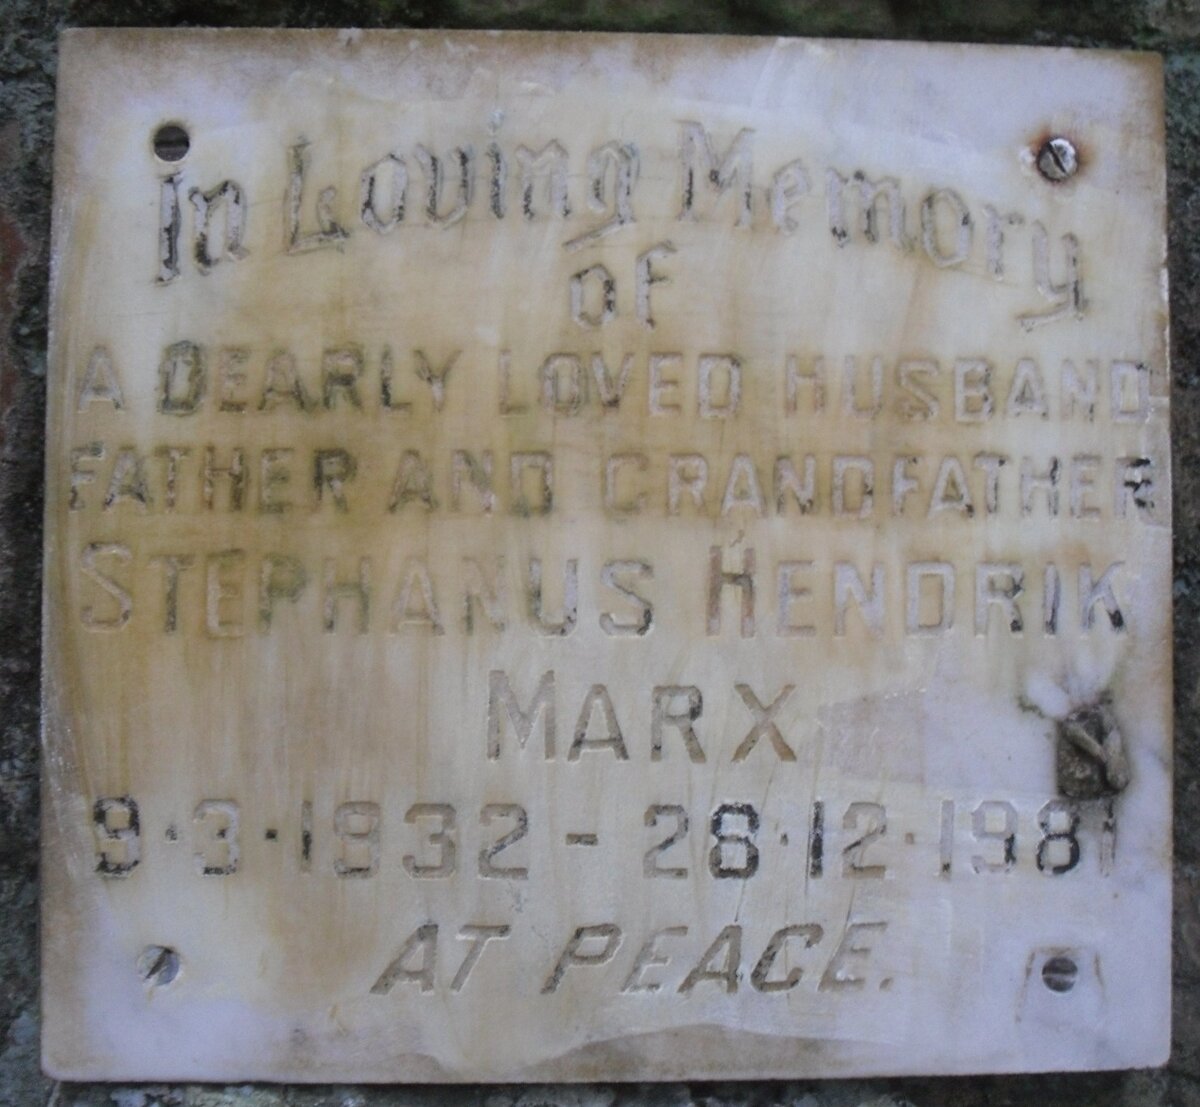 In Loving Memory
of
A DEARLY LOVED HUSBAND
FATHER AND GRANDFATHER
STEPHANUS HENDRIK
MARX
9·3·1932 - 28·12·1981
AT PEACE.